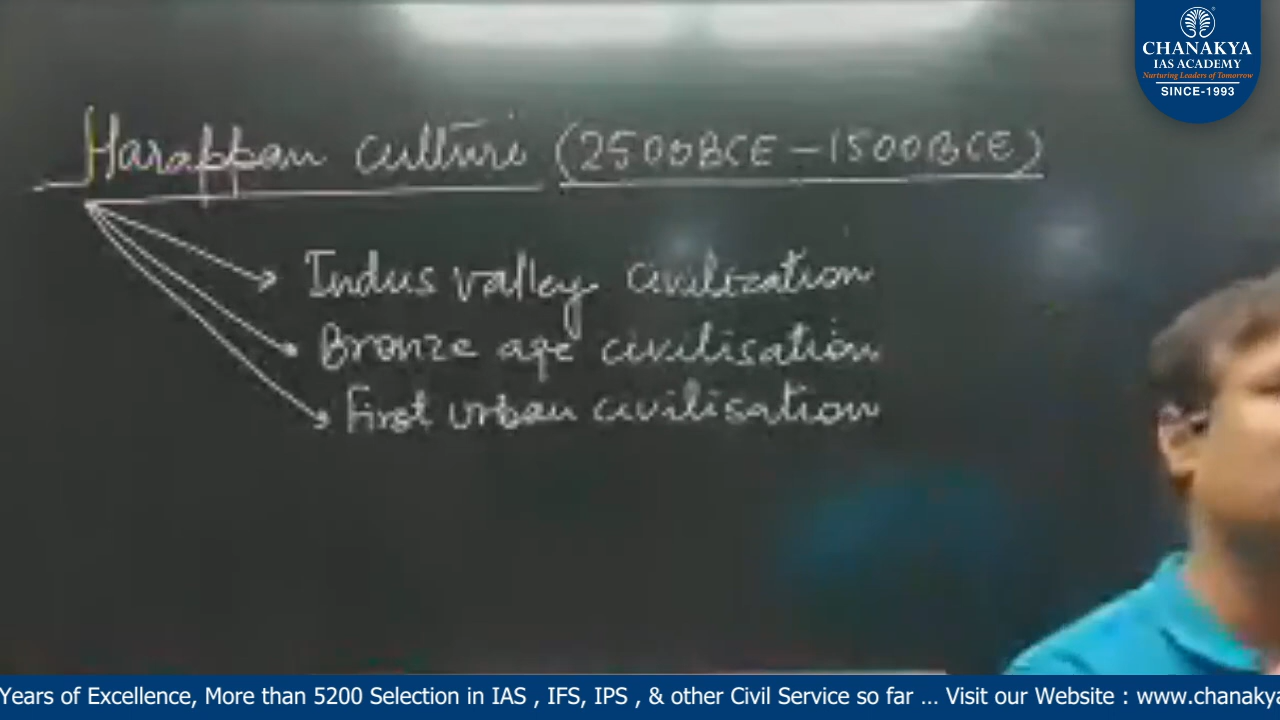 CHANAKYA
IAS ACADEMY
Nurturing Leaders of Tomorrow
SINCE-1993
Harappan culture (2500BCE - 1500BCE)
Indus valley civilization
Bronze age civilisation
First urban civilisation
Years of Excellence, More than 5200 Selection in IAS , IFS, IPS , & other Civil Service so far ... Visit our Website : www.chanakya